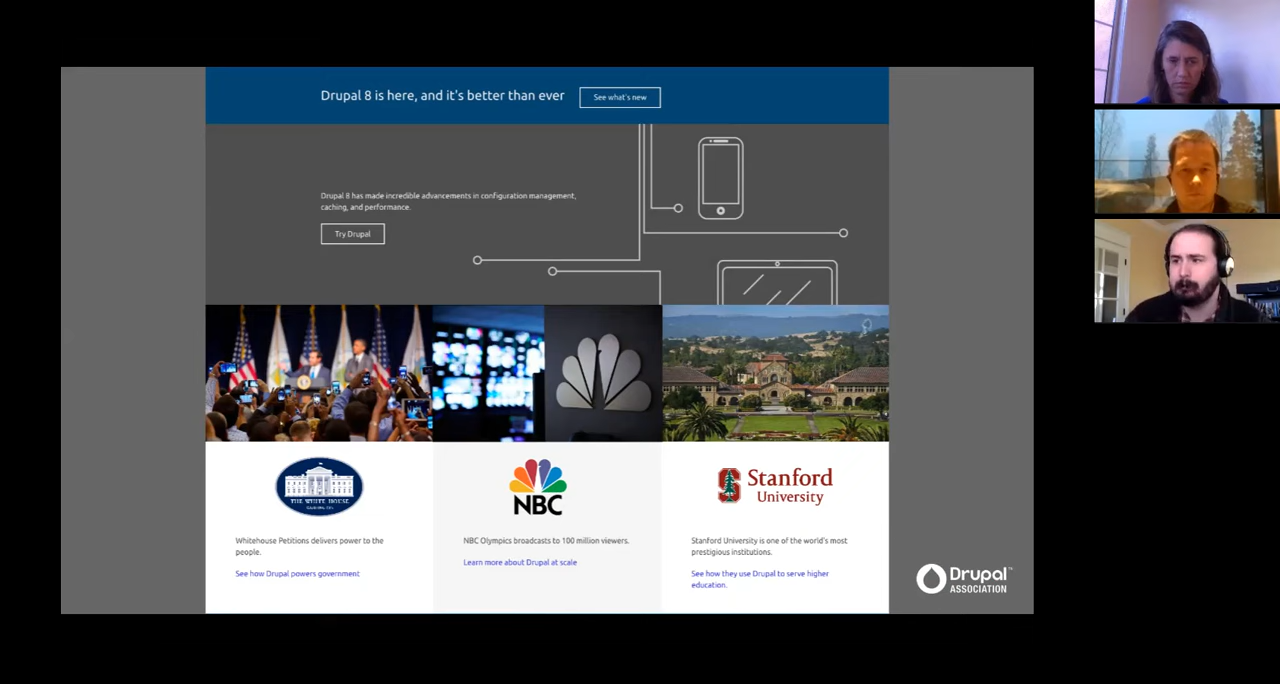 Drupal 8 is here, and it's better than ever
See what's new
Drupal 8 has made incredible advancements in configuration management,
caching, and performance.
Try Drupal
THE WHITE HOUSE
NBC
Stanford
University
Whitehouse Petitions delivers power to the
people.
See how Drupal powers government
NBC Olympics broadcasts to 100 million viewers.
Learn more about Drupal at scale
Stanford University is one of the world's most
prestigious institutions.
See how they use Drupal to serve higher
education.
Drupal™
ASSOCIATION